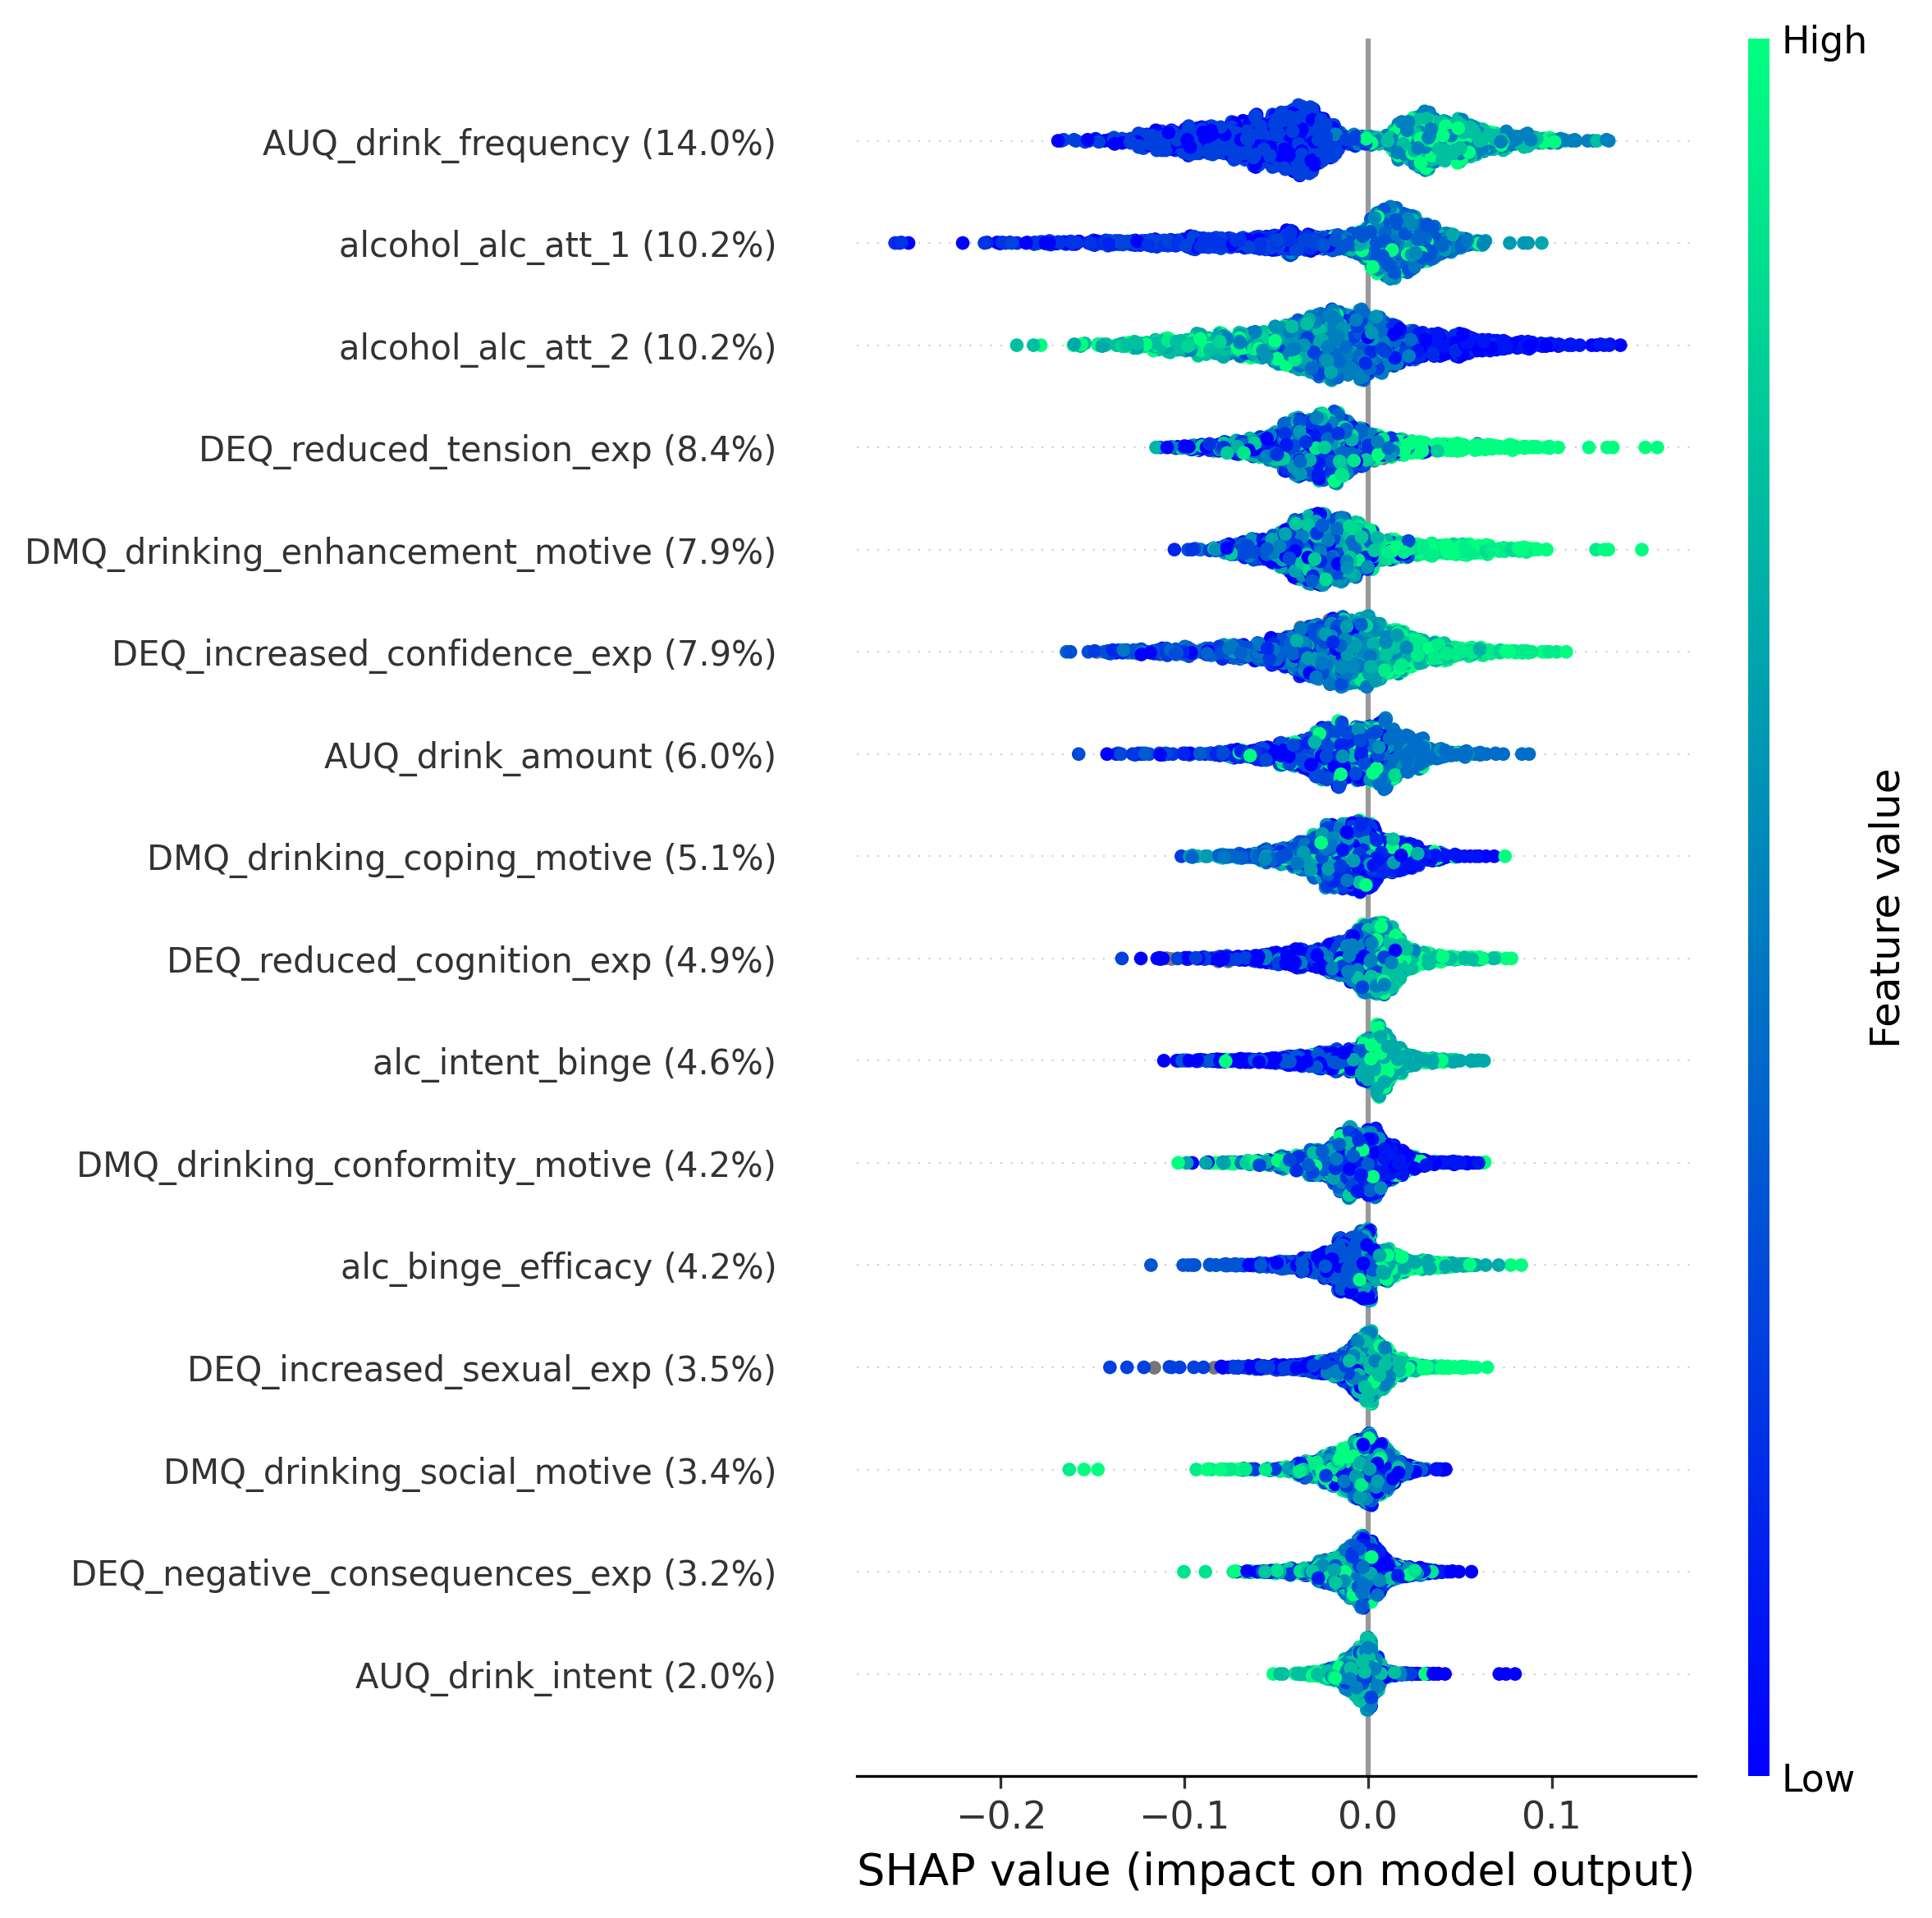 High
AUQ_drink_frequency (14.0%)
alcohol_alc_att_1 (10.2%)
alcohol_alc_att_2 (10.2%)
DEQ_reduced_tension_exp (8.4%)
DMQ_drinking_enhancement_motive (7.9%)
DEQ_increased_confidence_exp (7.9%)
AUQ_drink_amount (6.0%)
DMQ_drinking_coping_motive (5.1%)
DEQ_reduced_cognition_exp (4.9%)
alc_intent_binge (4.6%)
DMQ_drinking_conformity_motive (4.2%)
alc_binge_efficacy (4.2%)
DEQ_increased_sexual_exp (3.5%)
DMQ_drinking_social_motive (3.4%)
DEQ_negative_consequences_exp (3.2%)
AUQ_drink_intent (2.0%)
Feature value
Low
−0.2 −0.1 0.0 0.1
SHAP value (impact on model output)